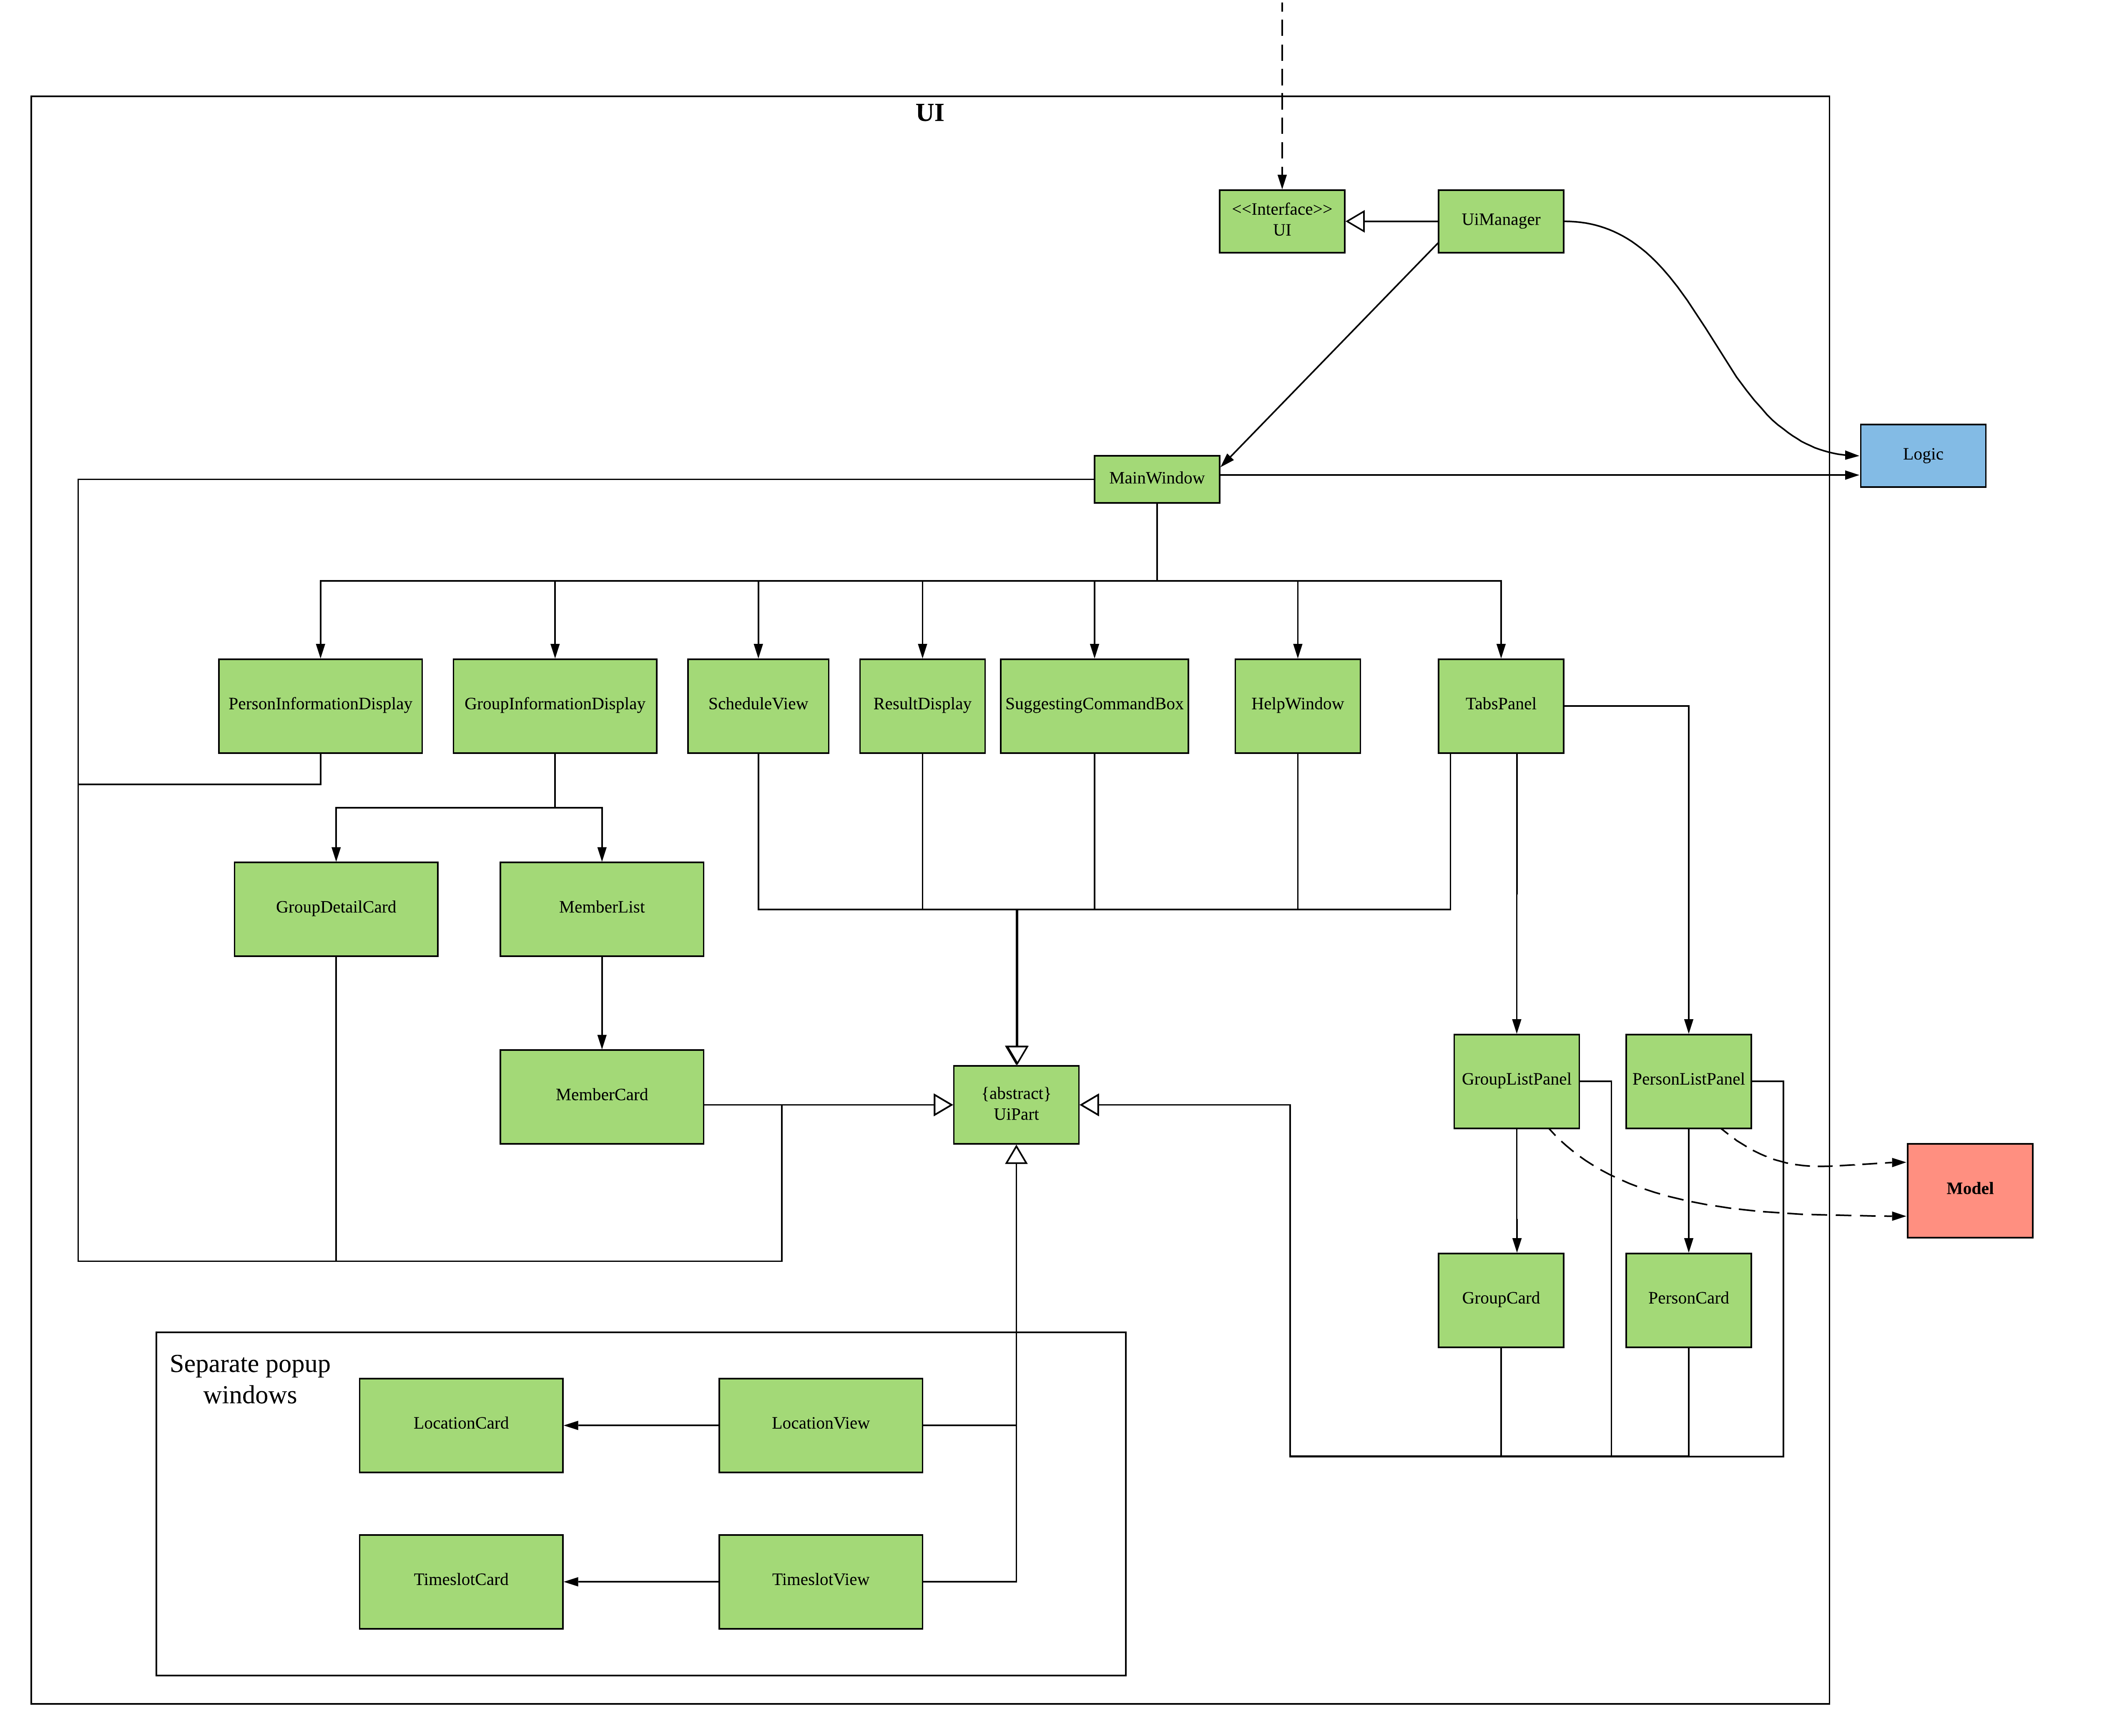 UI
<<Interface>>
UI
UiManager
Logic
MainWindow
PersonInformationDisplay
GroupInformationDisplay
ScheduleView
ResultDisplay
SuggestingCommandBox
HelpWindow
TabsPanel
GroupDetailCard
MemberList
MemberCard
{abstract}
UiPart
GroupListPanel
PersonListPanel
Model
GroupCard
PersonCard
Separate popup
windows
LocationCard
LocationView
TimeslotCard
TimeslotView